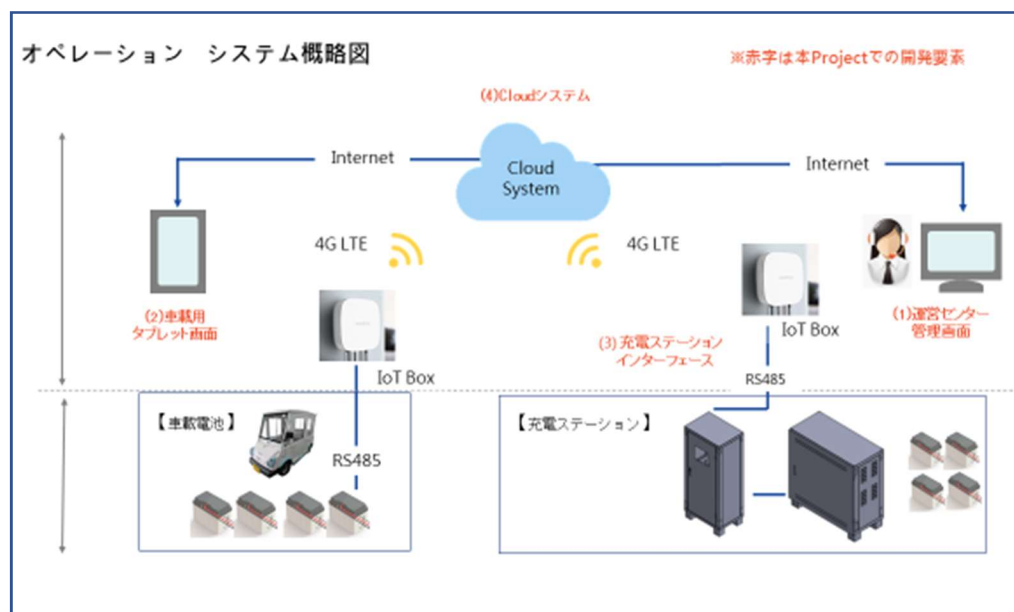 オペレーション　システム概略図
※赤字は本Projectでの開発要素
(4)Cloudシステム
Internet
Cloud
System
Internet
4G LTE
4G LTE
(2)車載用
タブレット画面
IoT Box
(3) 充電ステーション
インターフェース
IoT Box
(1)運営センター
管理画面
RS485
【車載電池】
RS485
【充電ステーション】